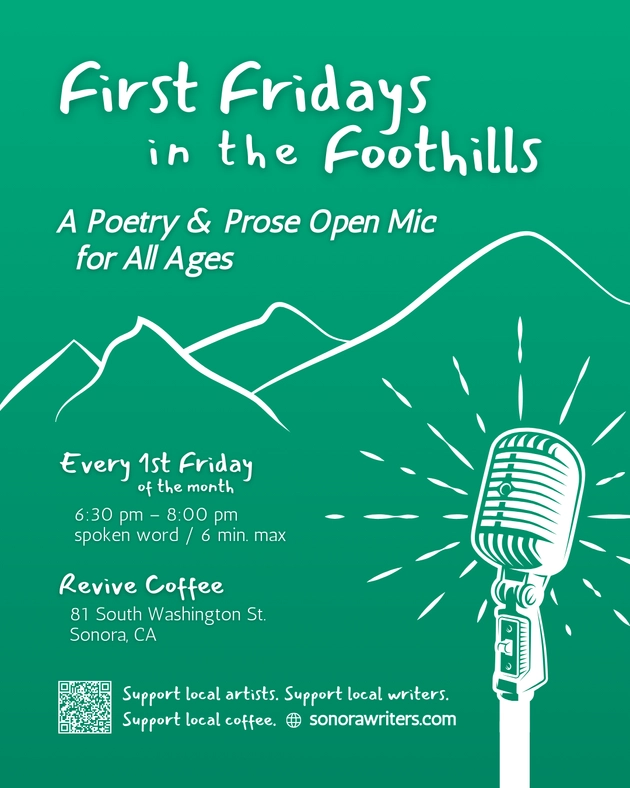 First Fridays
in the Foothills
A Poetry & Prose Open Mic
for All Ages
Every 1st Friday
of the month
6:30 pm – 8:00 pm
spoken word / 6 min. max
Revive Coffee
81 South Washington St.
Sonora, CA
Support local artists. Support local writers.
Support local coffee. sonorawriters.com